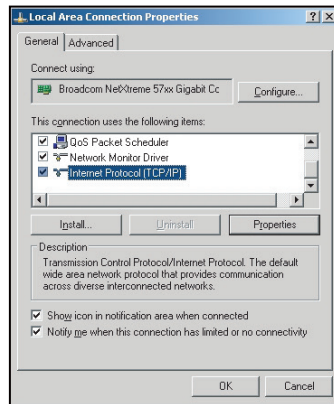 Local Area Connection Properties
General Advanced
Connect using:
Broadcom NetXtreme 57xx Gigabit Cc
Configure...
This connection uses the following items:
QoS Packet Scheduler
Network Monitor Driver
Internet Protocol (TCP/IP)
Install... Uninstall Properties
Description
Transmission Control Protocol/Internet Protocol. The default
wide area network protocol that provides communication
across diverse interconnected networks.
Show icon in notification area when connected
Notify me when this connection has limited or no connectivity
OK Cancel